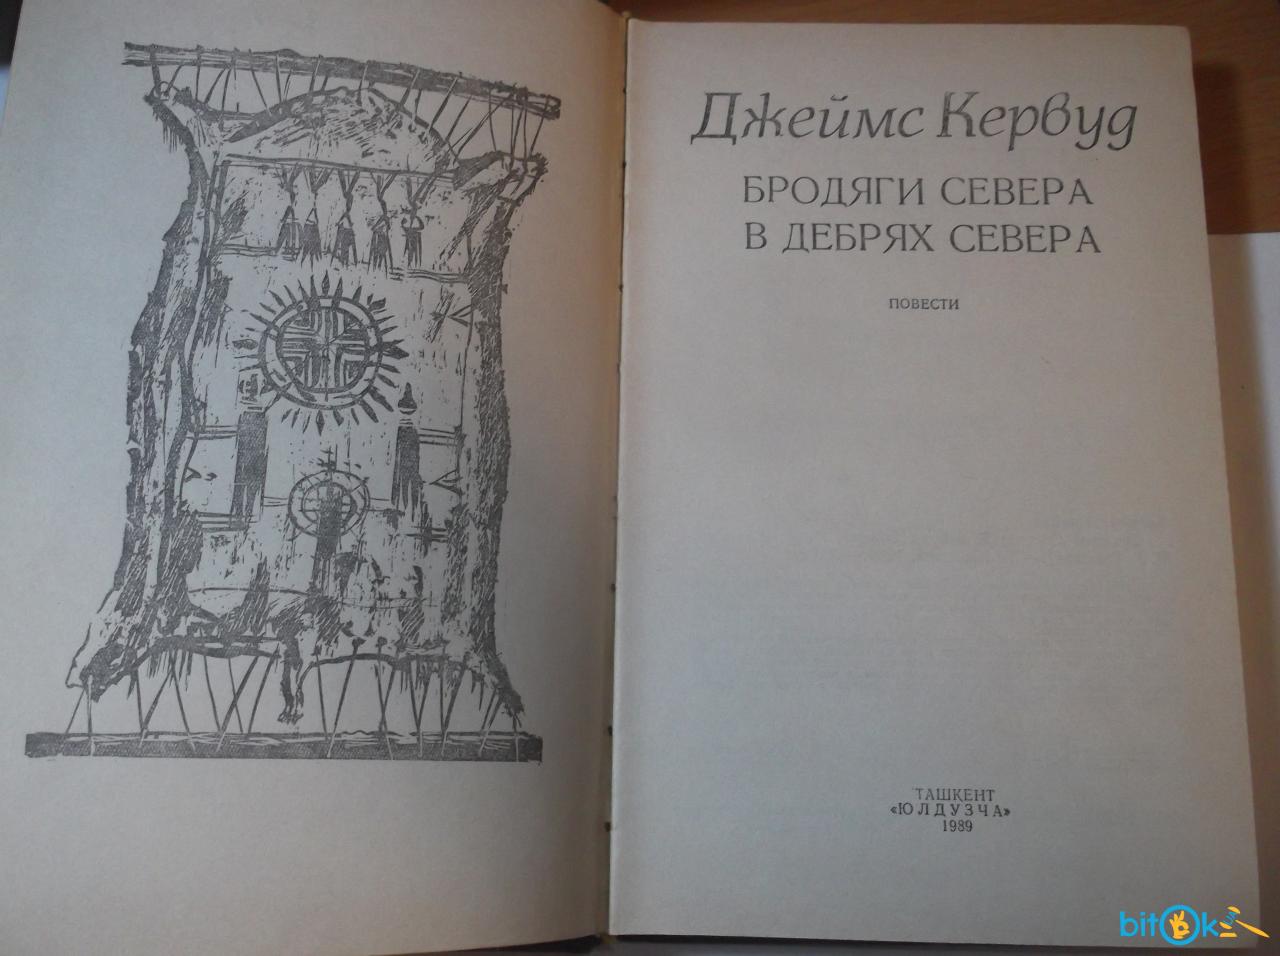 Джеймс Кервуд
БРОДЯГИ СЕВЕРА
В ДЕБРЯХ СЕВЕРА
ПОВЕСТИ
ТАШКЕНТ
«ЮЛДУЗЧА»
1989
bitOk